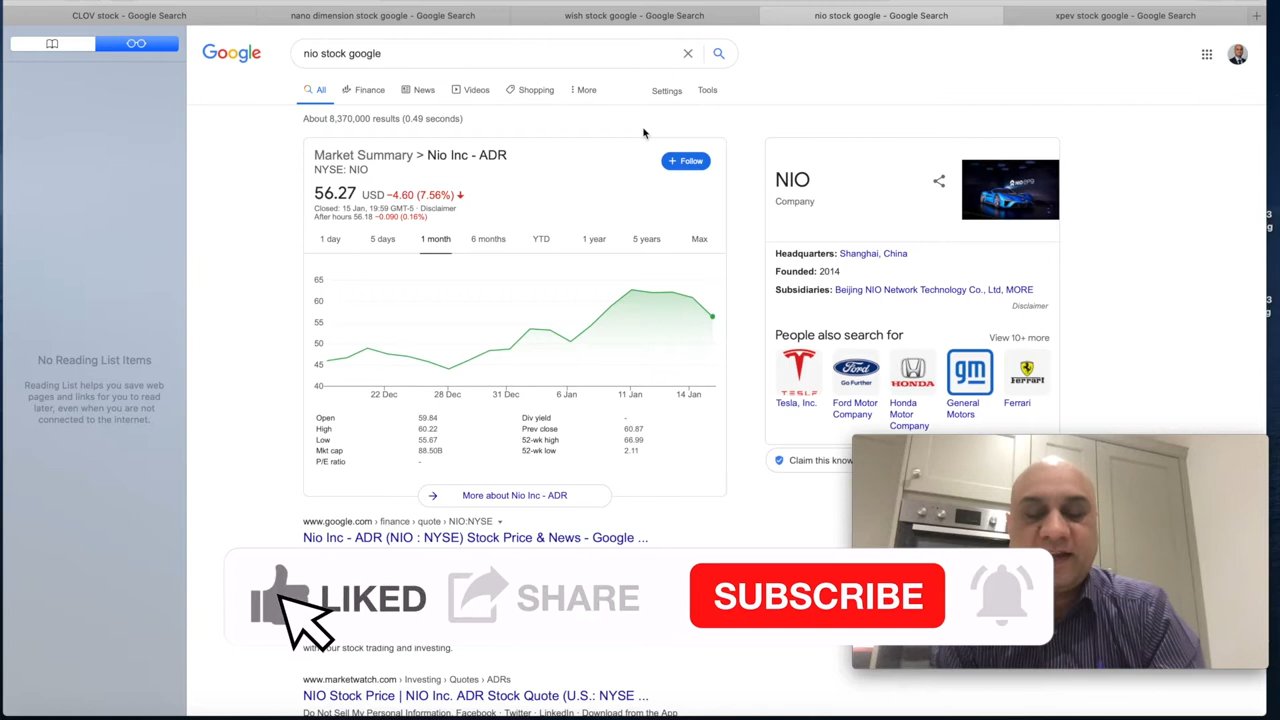 CLOV stock - Google Search
nano dimension stock google - Google Search
wish stock google - Google Search
nio stock google - Google Search
xpev stock google - Google Search
Google
nio stock google
All
Finance
News
Videos
Shopping
More
Settings
Tools
About 8,370,000 results (0.49 seconds)
Market Summary > Nio Inc - ADR
NYSE: NIO
+ Follow
56.27 USD −4.60 (7.56%)
Closed: 15 Jan, 19:59 GMT-5 · Disclaimer
After hours 56.18 −0.090 (0.16%)
1 day
5 days
1 month
6 months
YTD
1 year
5 years
Max
65
60
55
50
45
40
22 Dec
28 Dec
31 Dec
6 Jan
11 Jan
14 Jan
Open 59.84
High 60.22
Low 55.67
Mkt cap 88.50B
P/E ratio -
Div yield -
Prev close 60.87
52-wk high 66.99
52-wk low 2.11
More about Nio Inc - ADR
www.google.com › finance › quote › NIO:NYSE
Nio Inc - ADR (NIO : NYSE) Stock Price & News - Google ...
NIO
Company
Headquarters: Shanghai, China
Founded: 2014
Subsidiaries: Beijing NIO Network Technology Co., Ltd, MORE
Disclaimer
People also search for
View 10+ more
Tesla, Inc.
Ford Motor
Company
Honda
Motor
Company
General
Motors
Ferrari
Claim this know
No Reading List Items
Reading List helps you save web
pages and links for you to read
later, even when you are not
connected to the Internet.
LIKED
SHARE
SUBSCRIBE
your stock trading and investing.
www.marketwatch.com › Investing › Quotes › ADRs
NIO Stock Price | NIO Inc. ADR Stock Quote (U.S.: NYSE ...
Do Not Sell My Personal Information. Facebook · Twitter · LinkedIn · Download from the App